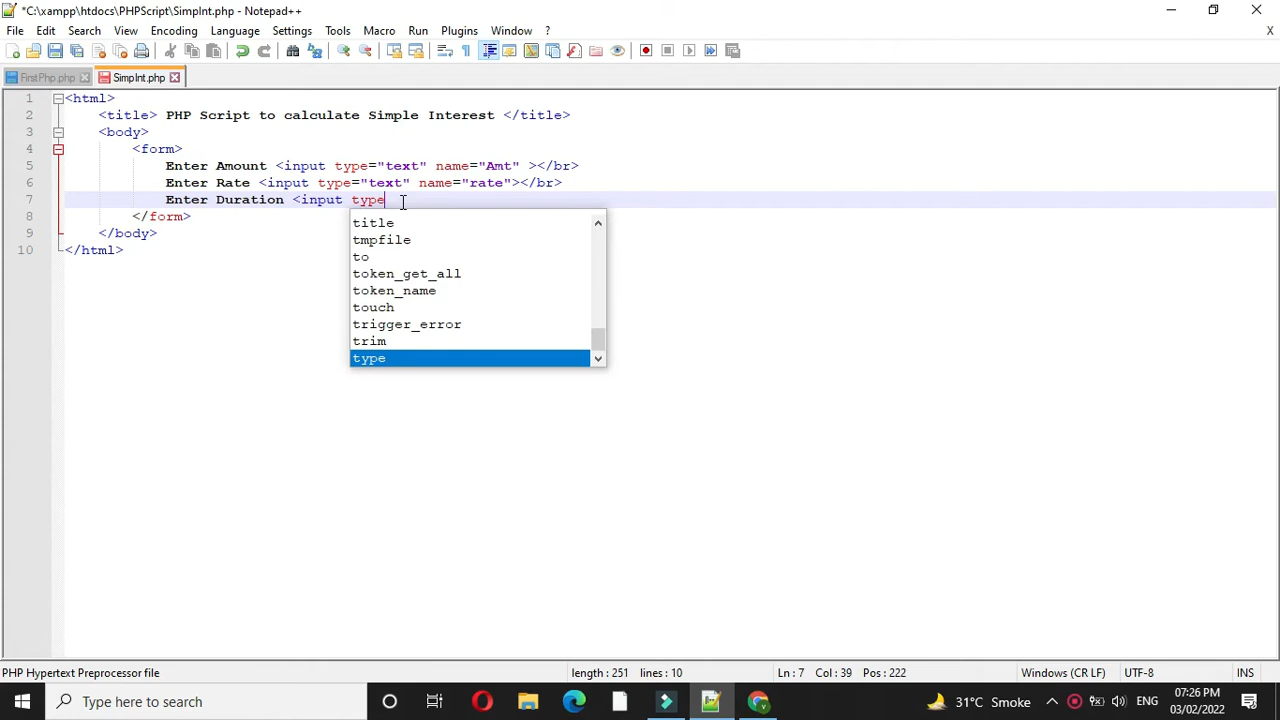 *C:\xampp\htdocs\PHPScript\SimpInt.php - Notepad++
File Edit Search View Encoding Language Settings Tools Macro Run Plugins Window ? X
FirstPhp.php SimpInt.php
1 <html>
2 <title> PHP Script to calculate Simple Interest </title>
3 <body>
4 <form>
5 Enter Amount <input type="text" name="Amt" ></br>
6 Enter Rate <input type="text" name="rate"></br>
7 Enter Duration <input type
8 </form>
9 </body>
10 </html>
title
tmpfile
to
token_get_all
token_name
touch
trigger_error
trim
type
PHP Hypertext Preprocessor file length : 251 lines : 10 Ln : 7 Col : 39 Pos : 222 Windows (CR LF) UTF-8 INS
Type here to search 31°C Smoke ENG 07:26 PM
03/02/2022